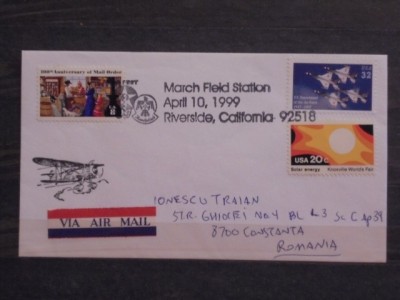 100th Anniversary of Mail Order
March Field Station
April 10, 1999
Riverside, California 92518
USA
32
USA 20c
Solar energy Knoxville World's Fair
VIA AIR MAIL
IONESCU TRAIAN
STR. GHIOCEI No 4 BL L3 Sc C Ap 39
8700 CONSTANTA
ROMANIA